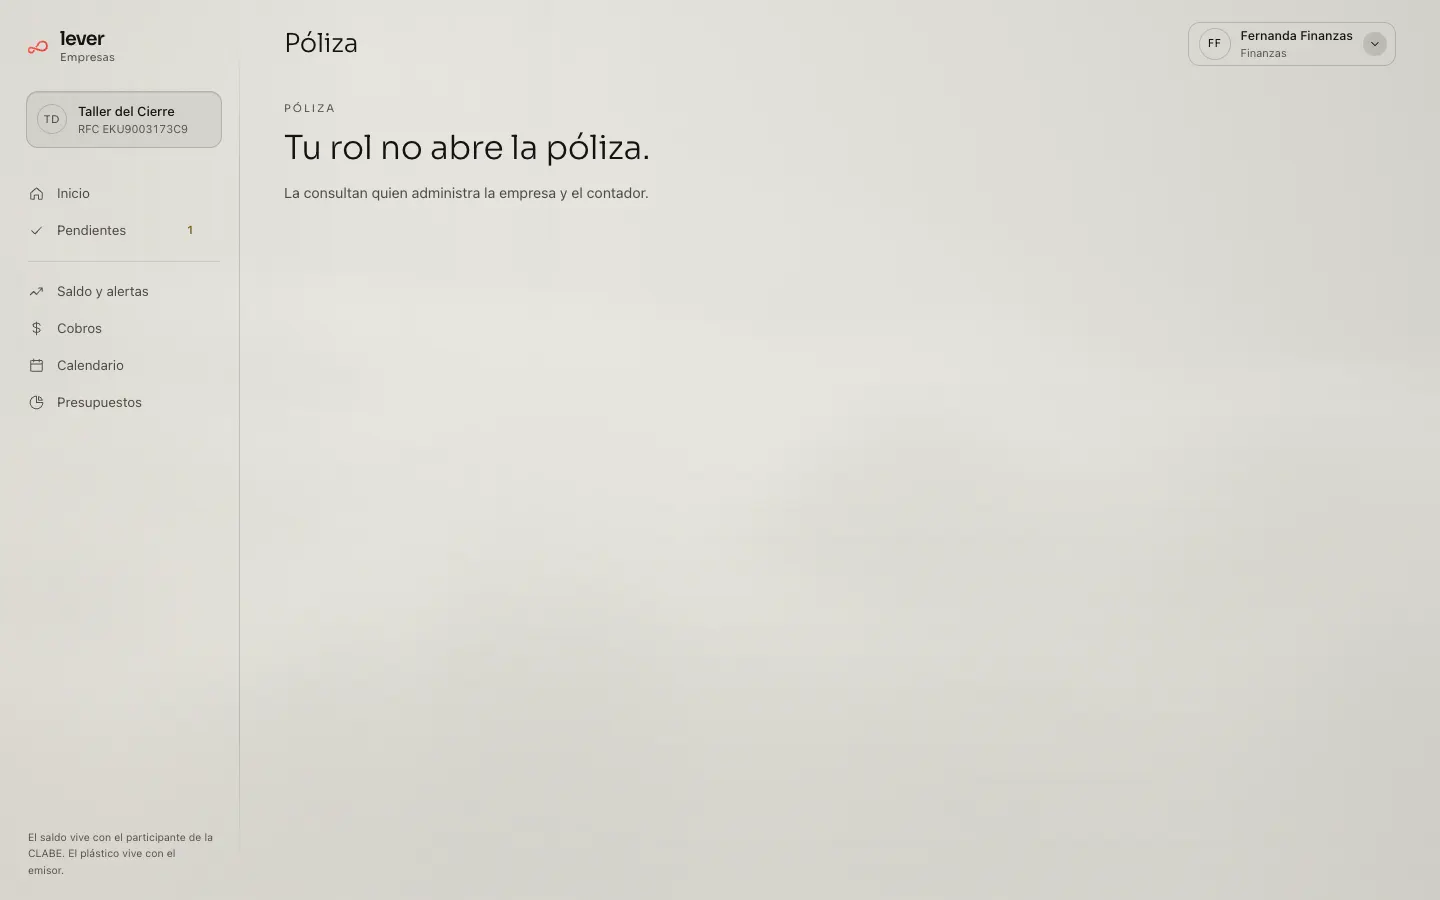 lever
Empresas
TD
Taller del Cierre
RFC EKU9003173C9
Inicio
Pendientes 1
Saldo y alertas
Cobros
Calendario
Presupuestos
El saldo vive con el participante de la
CLABE. El plástico vive con el
emisor.
Póliza
FF
Fernanda Finanzas
Finanzas
PÓLIZA
Tu rol no abre la póliza.
La consultan quien administra la empresa y el contador.